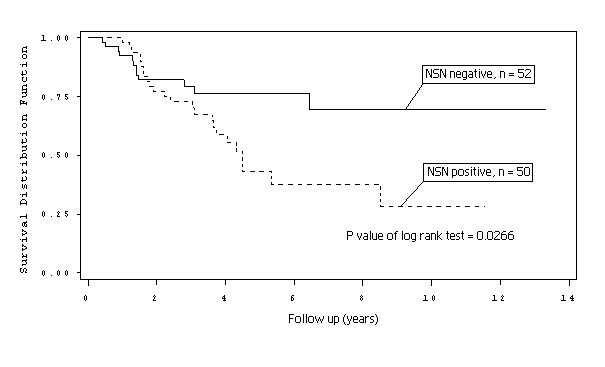 1.00
0.75
0.50
0.25
0.00
Survival Distribution Function
NSN negative, n = 52
NSN positive, n = 50
P value of log rank test = 0.0266
0 2 4 6 8 10 12 14
Follow up (years)